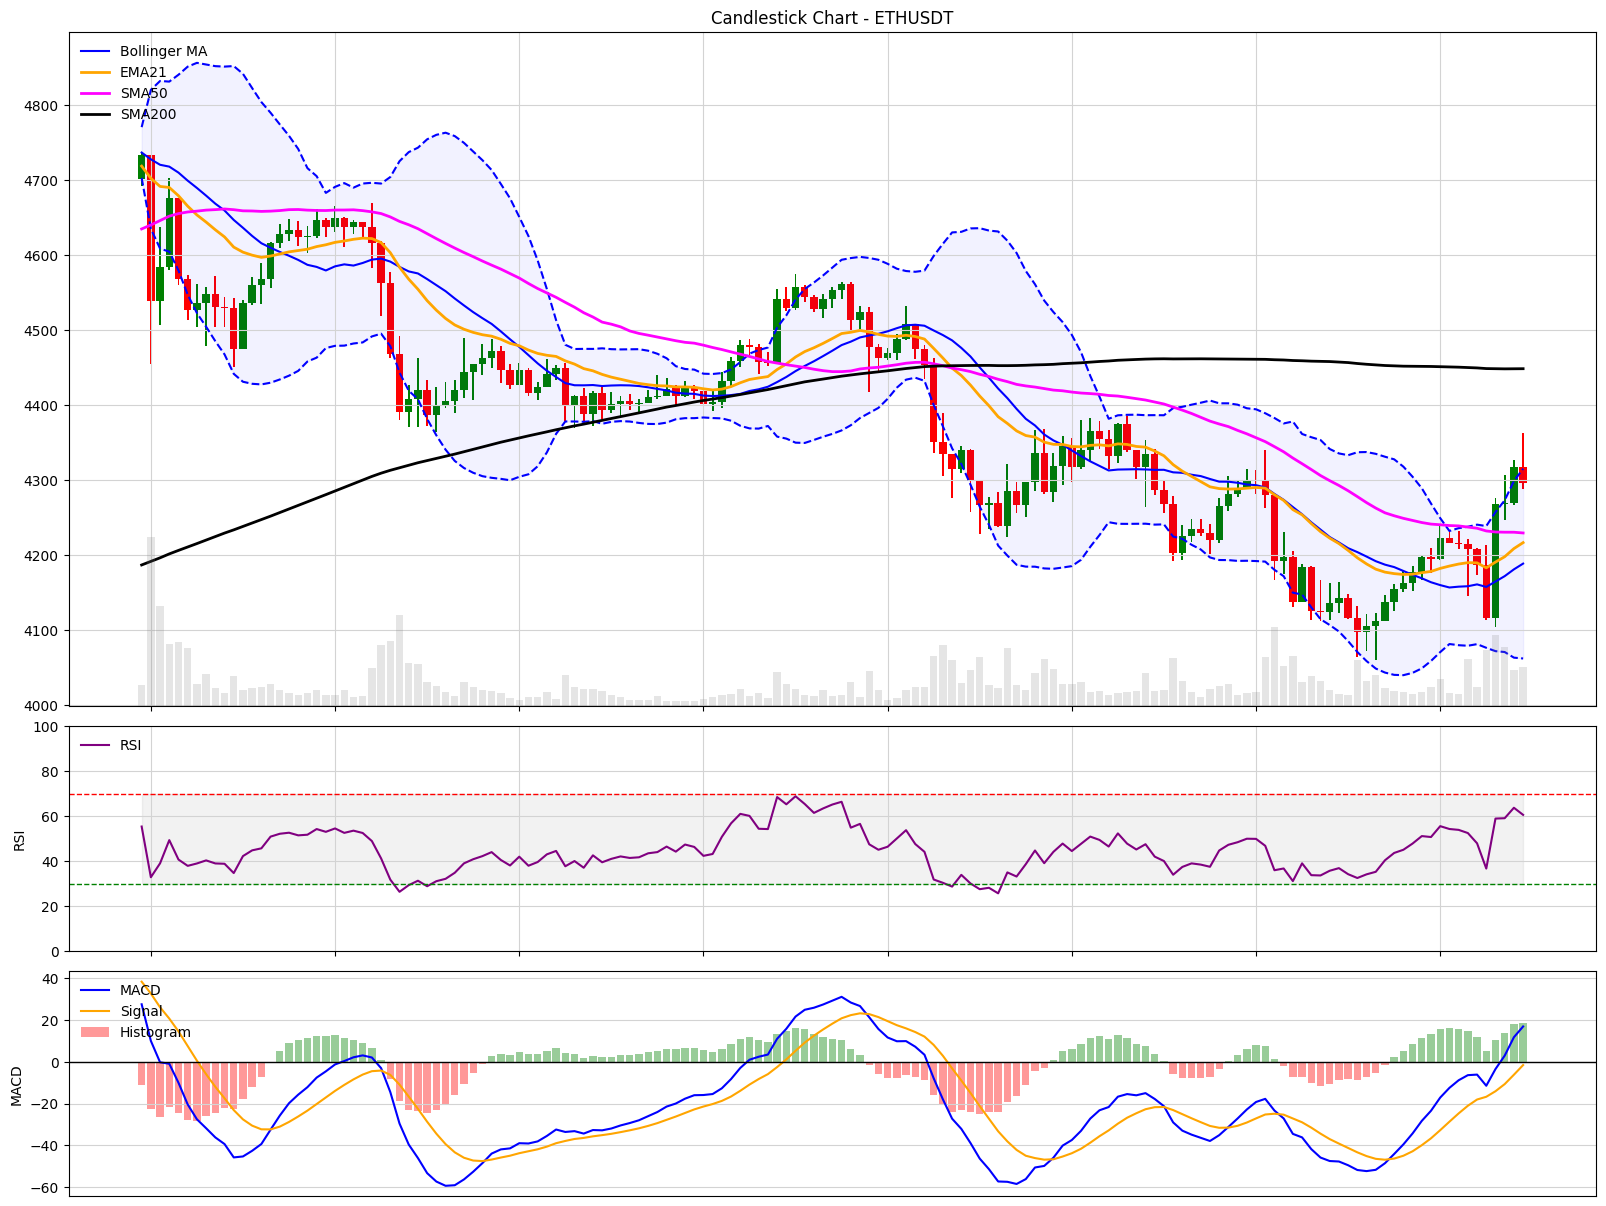 Candlestick Chart - ETHUSDT
Bollinger MA
EMA21
SMA50
SMA200
4800
4700
4600
4500
4400
4300
4200
4100
4000
RSI
RSI
100
80
60
40
20
0
MACD
Signal
Histogram
MACD
40
20
0
−20
−40
−60